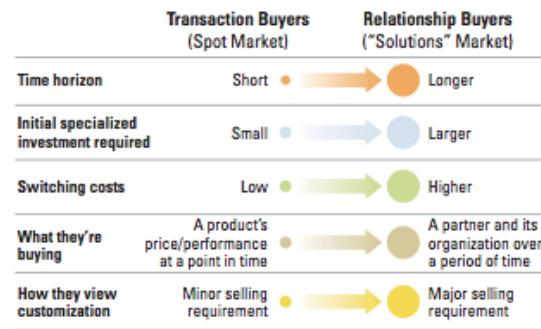 Transaction Buyers
(Spot Market)
Relationship Buyers
("Solutions" Market)
Time horizon
Short
Longer
Initial specialized
investment required
Small
Larger
Switching costs
Low
Higher
What they're
buying
A product's
price/performance
at a point in time
A partner and its
organization over
a period of time
How they view
customization
Minor selling
requirement
Major selling
requirement